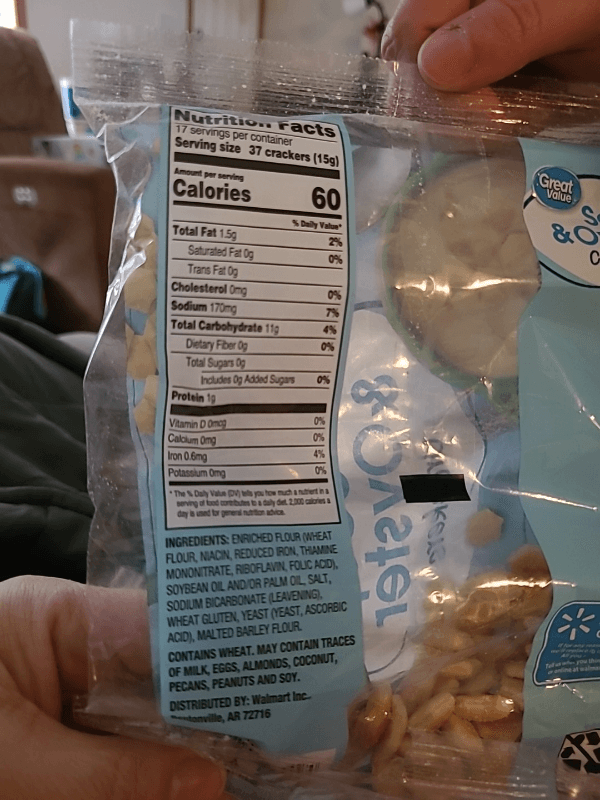 Nutrition Facts
17 servings per container
Serving size 37 crackers (15g)
Amount per serving
Calories 60
% Daily Value*
Total Fat 1.5g 2%
Saturated Fat 0g 0%
Trans Fat 0g
Cholesterol 0mg 0%
Sodium 170mg 7%
Total Carbohydrate 11g 4%
Dietary Fiber 0g 0%
Total Sugars 0g
Includes 0g Added Sugars 0%
Protein 1g
Vitamin D 0mcg 0%
Calcium 0mg 0%
Iron 0.6mg 4%
Potassium 0mg 0%
* The % Daily Value (DV) tells you how much a nutrient in a
serving of food contributes to a daily diet. 2,000 calories a
day is used for general nutrition advice.
INGREDIENTS: ENRICHED FLOUR (WHEAT
FLOUR, NIACIN, REDUCED IRON, THIAMINE
MONONITRATE, RIBOFLAVIN, FOLIC ACID),
SOYBEAN OIL AND/OR PALM OIL, SALT,
SODIUM BICARBONATE (LEAVENING),
WHEAT GLUTEN, YEAST (YEAST, ASCORBIC
ACID), MALTED BARLEY FLOUR.
CONTAINS WHEAT. MAY CONTAIN TRACES
OF MILK, EGGS, ALMONDS, COCONUT,
PECANS, PEANUTS AND SOY.
DISTRIBUTED BY: Walmart Inc.,
AR 72716
&Oyster
Great
Value
So
& O
C